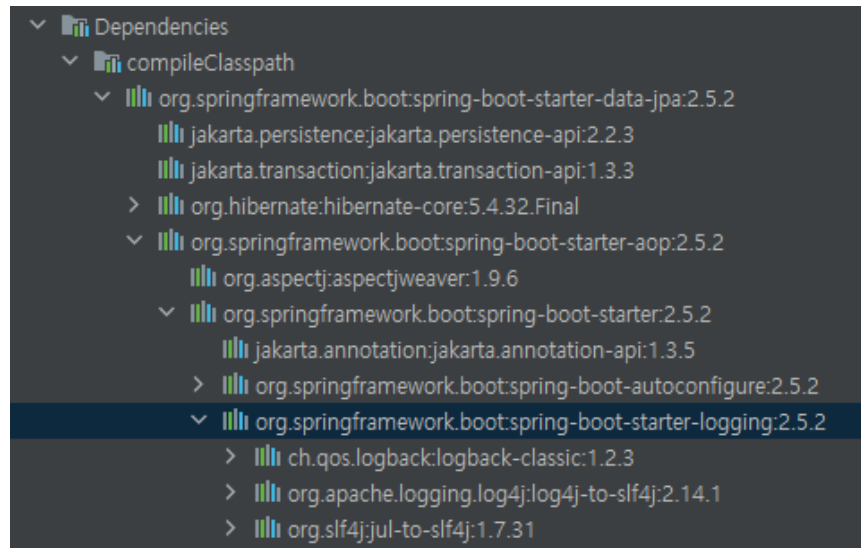 Dependencies
compileClasspath
org.springframework.boot:spring-boot-starter-data-jpa:2.5.2
jakarta.persistence:jakarta.persistence-api:2.2.3
jakarta.transaction:jakarta.transaction-api:1.3.3
org.hibernate:hibernate-core:5.4.32.Final
org.springframework.boot:spring-boot-starter-aop:2.5.2
org.aspectj:aspectjweaver:1.9.6
org.springframework.boot:spring-boot-starter:2.5.2
jakarta.annotation:jakarta.annotation-api:1.3.5
org.springframework.boot:spring-boot-autoconfigure:2.5.2
org.springframework.boot:spring-boot-starter-logging:2.5.2
ch.qos.logback:logback-classic:1.2.3
org.apache.logging.log4j:log4j-to-slf4j:2.14.1
org.slf4j:jul-to-slf4j:1.7.31